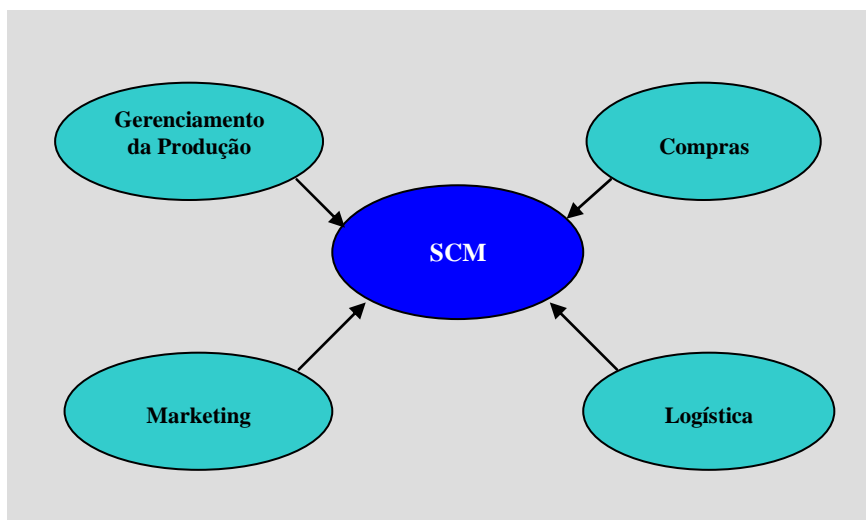 Gerenciamento
da Produção
Compras
SCM
Marketing
Logística